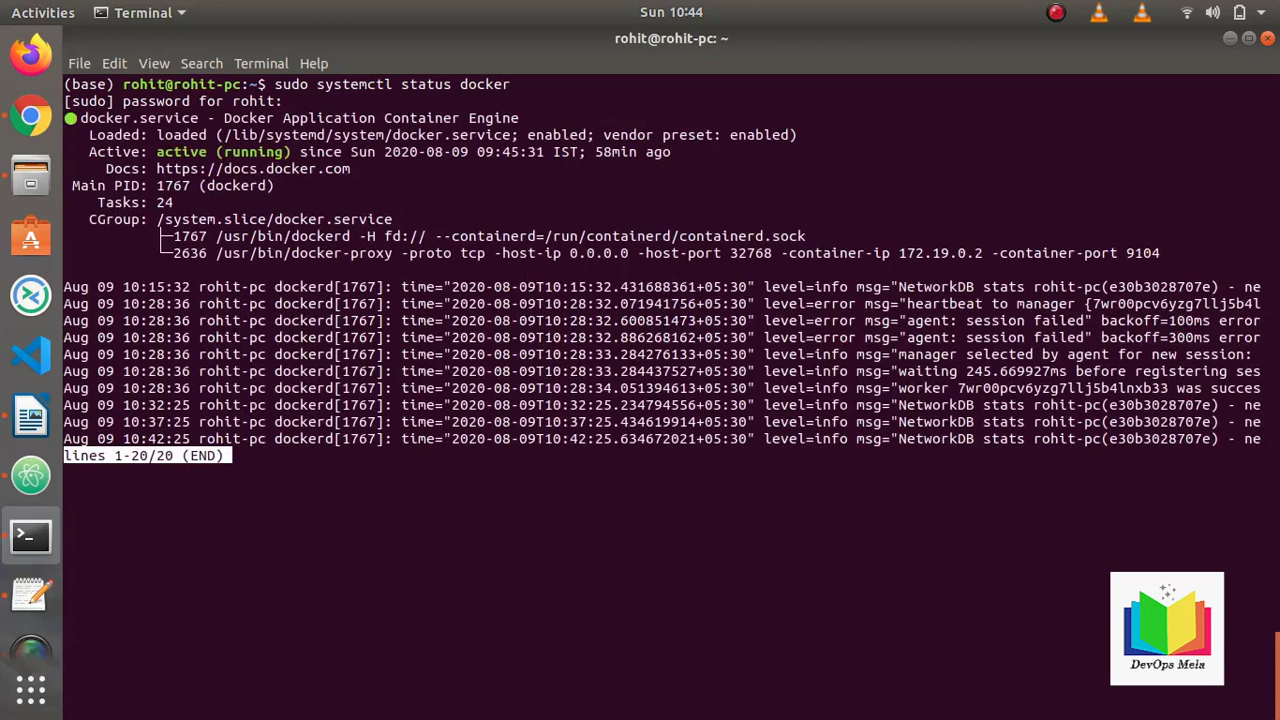 Activities Terminal Sun 10:44
rohit@rohit-pc: ~
File Edit View Search Terminal Help
(base) rohit@rohit-pc:~$ sudo systemctl status docker
[sudo] password for rohit:
docker.service - Docker Application Container Engine
Loaded: loaded (/lib/systemd/system/docker.service; enabled; vendor preset: enabled)
Active: active (running) since Sun 2020-08-09 09:45:31 IST; 58min ago
Docs: https://docs.docker.com
Main PID: 1767 (dockerd)
Tasks: 24
CGroup: /system.slice/docker.service
├─1767 /usr/bin/dockerd -H fd:// --containerd=/run/containerd/containerd.sock
└─2636 /usr/bin/docker-proxy -proto tcp -host-ip 0.0.0.0 -host-port 32768 -container-ip 172.19.0.2 -container-port 9104
Aug 09 10:15:32 rohit-pc dockerd[1767]: time="2020-08-09T10:15:32.431688361+05:30" level=info msg="NetworkDB stats rohit-pc(e30b3028707e) - ne
Aug 09 10:28:36 rohit-pc dockerd[1767]: time="2020-08-09T10:28:32.071941756+05:30" level=error msg="heartbeat to manager {7wr00pcv6yzg7llj5b4l
Aug 09 10:28:36 rohit-pc dockerd[1767]: time="2020-08-09T10:28:32.600851473+05:30" level=error msg="agent: session failed" backoff=100ms error
Aug 09 10:28:36 rohit-pc dockerd[1767]: time="2020-08-09T10:28:32.886268162+05:30" level=error msg="agent: session failed" backoff=300ms error
Aug 09 10:28:36 rohit-pc dockerd[1767]: time="2020-08-09T10:28:33.284276133+05:30" level=info msg="manager selected by agent for new session:
Aug 09 10:28:36 rohit-pc dockerd[1767]: time="2020-08-09T10:28:33.284437527+05:30" level=info msg="waiting 245.669927ms before registering ses
Aug 09 10:28:36 rohit-pc dockerd[1767]: time="2020-08-09T10:28:34.051394613+05:30" level=info msg="worker 7wr00pcv6yzg7llj5b4lnxb33 was succes
Aug 09 10:32:25 rohit-pc dockerd[1767]: time="2020-08-09T10:32:25.234794556+05:30" level=info msg="NetworkDB stats rohit-pc(e30b3028707e) - ne
Aug 09 10:37:25 rohit-pc dockerd[1767]: time="2020-08-09T10:37:25.434619914+05:30" level=info msg="NetworkDB stats rohit-pc(e30b3028707e) - ne
Aug 09 10:42:25 rohit-pc dockerd[1767]: time="2020-08-09T10:42:25.634672021+05:30" level=info msg="NetworkDB stats rohit-pc(e30b3028707e) - ne
lines 1-20/20 (END)
DevOps Mela